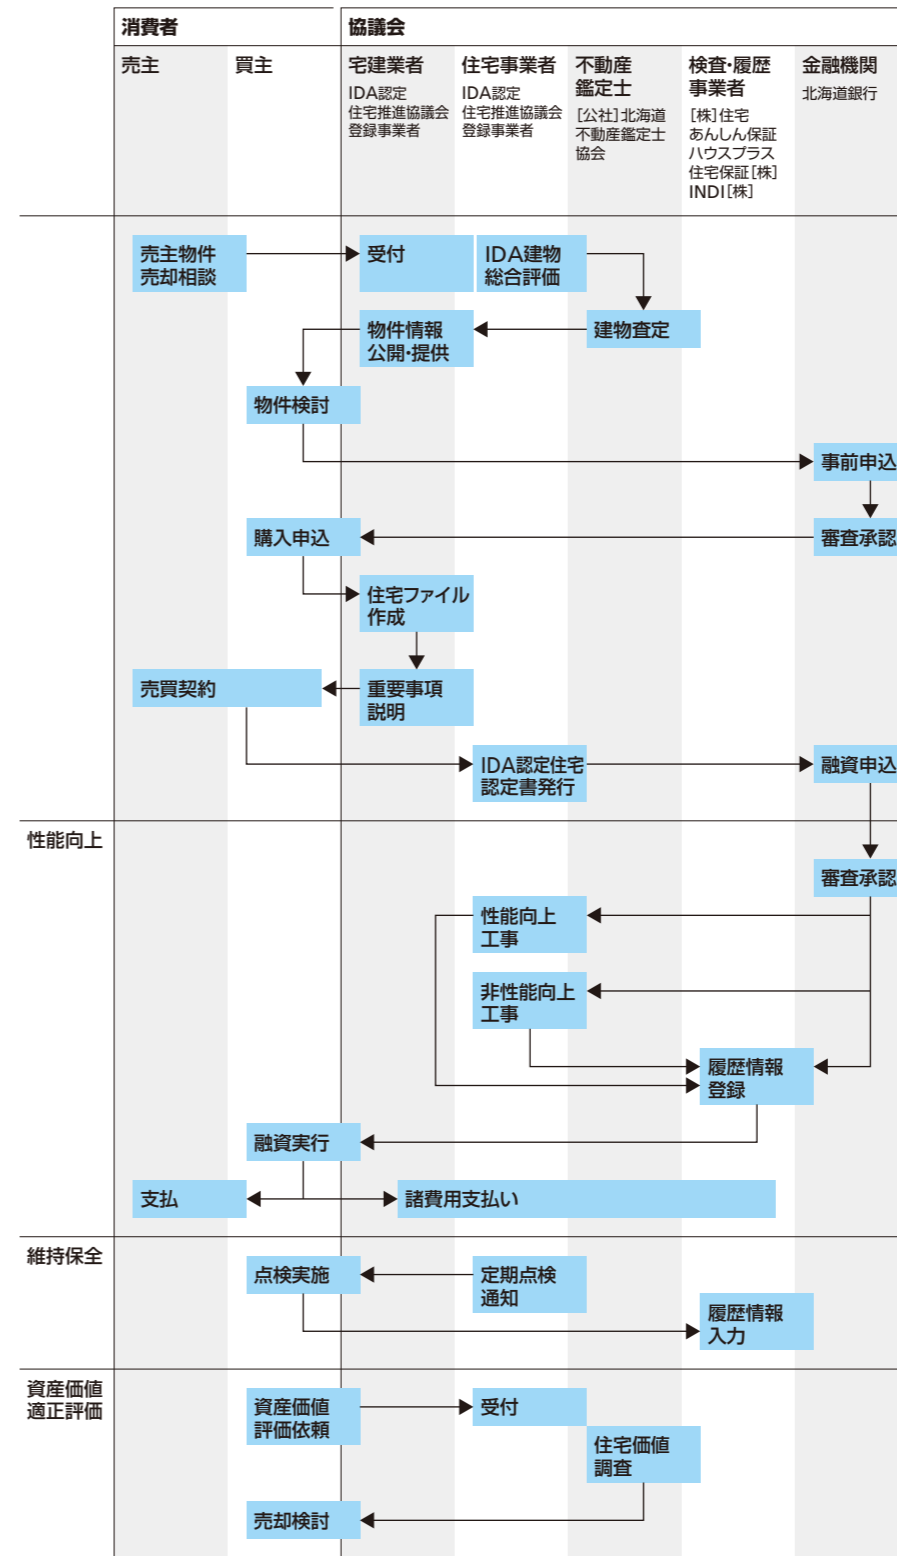 消費者
協議会
売主
買主
宅建業者
IDA認定
住宅推進協議会
登録事業者
住宅事業者
IDA認定
住宅推進協議会
登録事業者
不動産
鑑定士
[公社]北海道
不動産鑑定士
協会
検査・履歴
事業者
[株]住宅
あんしん保証
ハウスプラス
住宅保証[株]
INDI[株]
金融機関
北海道銀行
売主物件
売却相談
受付
IDA建物
総合評価
物件情報
公開・提供
建物査定
物件検討
事前申込
購入申込
審査承認
住宅ファイル
作成
売買契約
重要事項
説明
IDA認定住宅
認定書発行
融資申込
性能向上
審査承認
性能向上
工事
非性能向上
工事
履歴情報
登録
融資実行
支払
諸費用支払い
維持保全
点検実施
定期点検
通知
履歴情報
入力
資産価値
適正評価
資産価値
評価依頼
受付
住宅価値
調査
売却検討